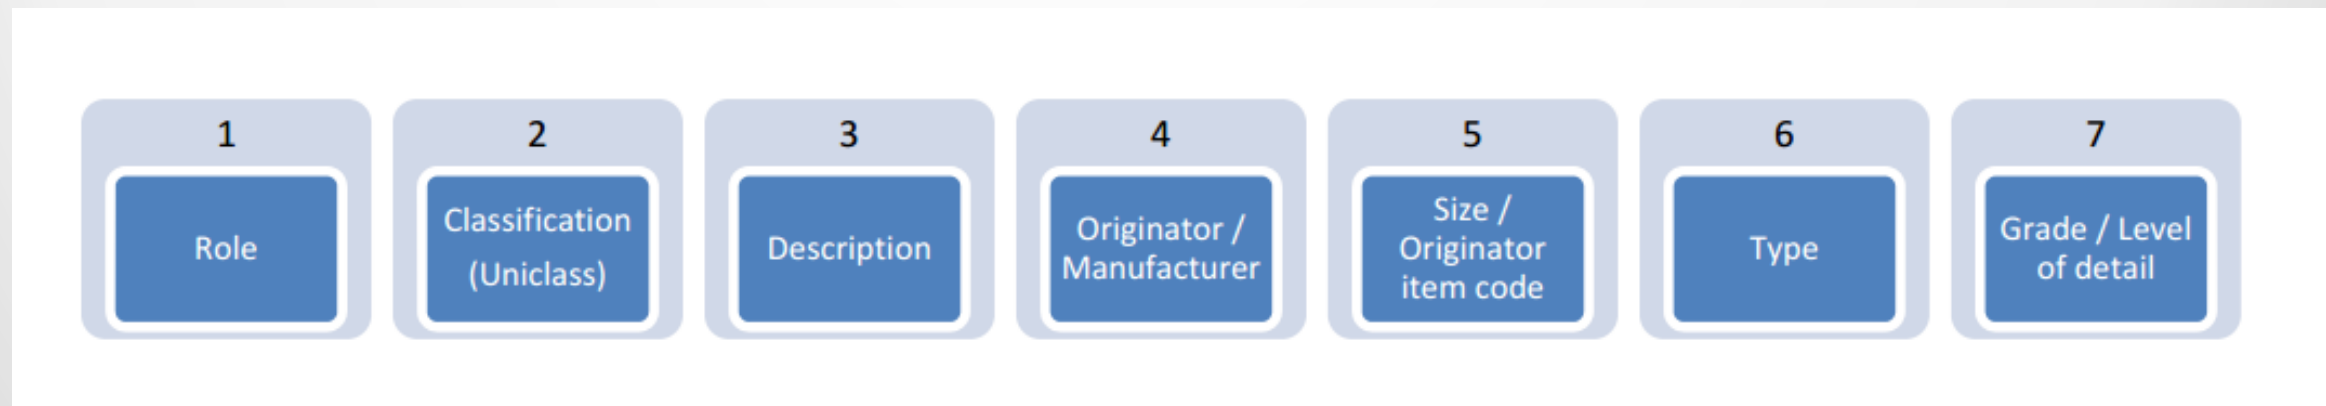 1
Role
2
Classification
(Uniclass)
3
Description
4
Originator /
Manufacturer
5
Size /
Originator
item code
6
Type
7
Grade / Level
of detail